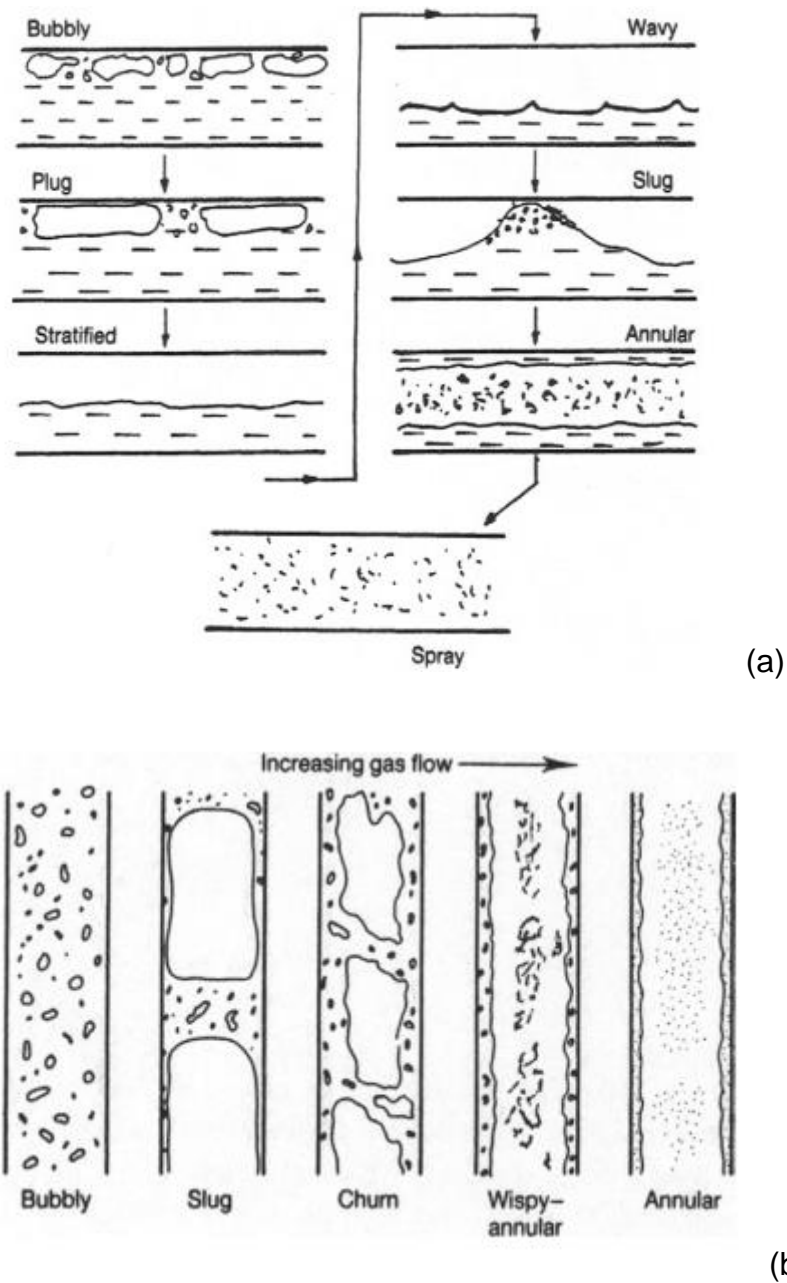 Bubbly
Plug
Stratified
Wavy
Slug
Annular
Spray
(a)
Increasing gas flow
Bubbly
Slug
Churn
Wispy–
annular
Annular
(b